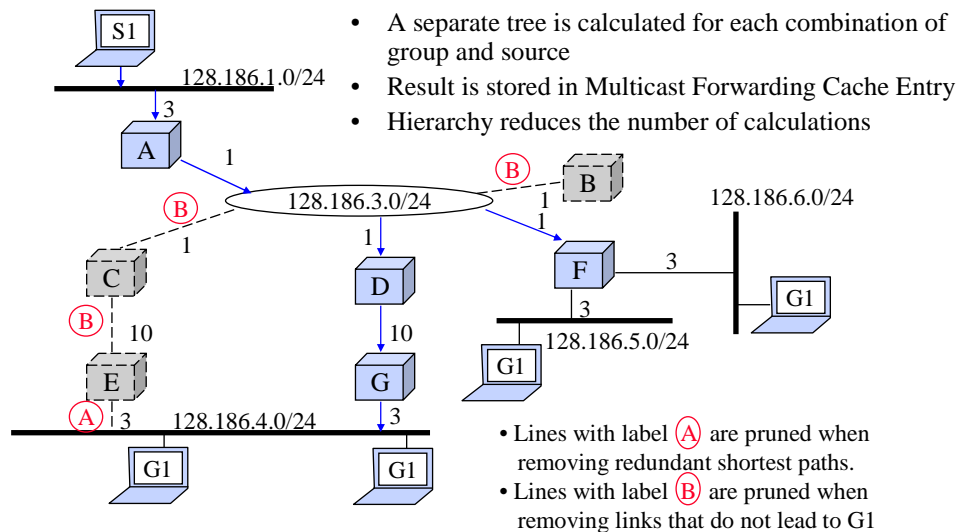 S1
• A separate tree is calculated for each combination of
group and source
• Result is stored in Multicast Forwarding Cache Entry
• Hierarchy reduces the number of calculations
128.186.1.0/24
3
A
1
B
B
1
128.186.6.0/24
B
128.186.3.0/24
1
1
1
C
D
F
3
G1
B
10
10
3
128.186.5.0/24
G1
E
G
A
3
128.186.4.0/24
3
G1
G1
• Lines with label A are pruned when
removing redundant shortest paths.
• Lines with label B are pruned when
removing links that do not lead to G1